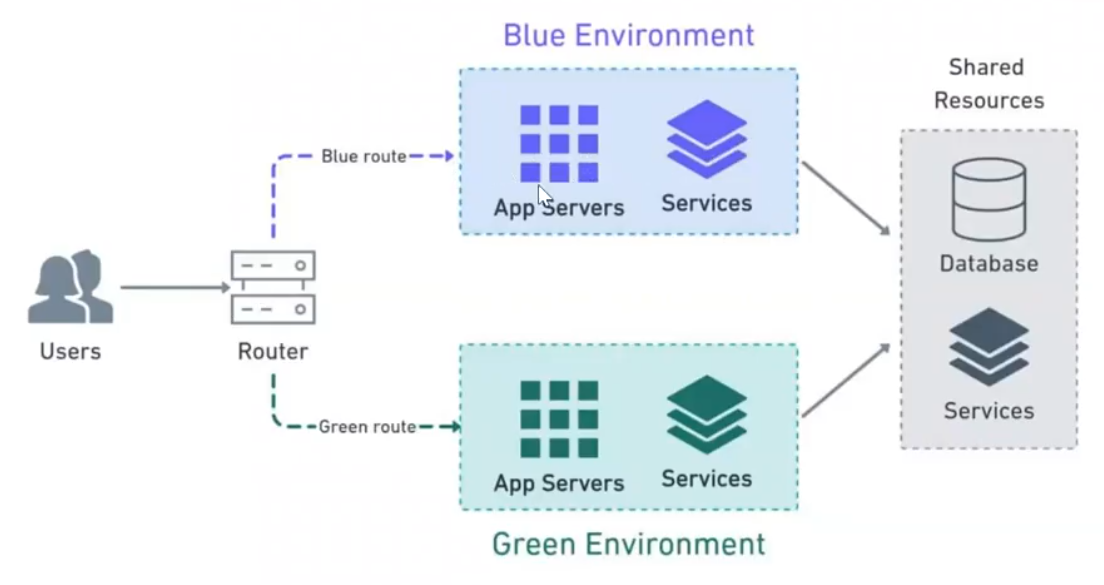 Blue Environment
Shared
Resources
Blue route
App Servers
Services
Database
Users
Router
Services
Green route
App Servers
Services
Green Environment